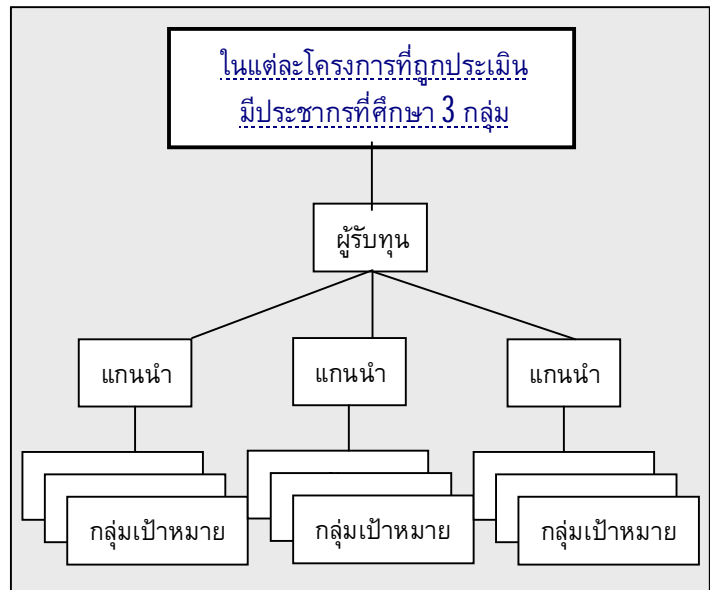 ในแต่ละโครงการที่ถูกประเมิน
มีประชากรที่ศึกษา 3 กลุ่ม
ผู้รับทุน
แกนนำ
แกนนำ
แกนนำ
กลุ่มเป้าหมาย
กลุ่มเป้าหมาย
กลุ่มเป้าหมาย